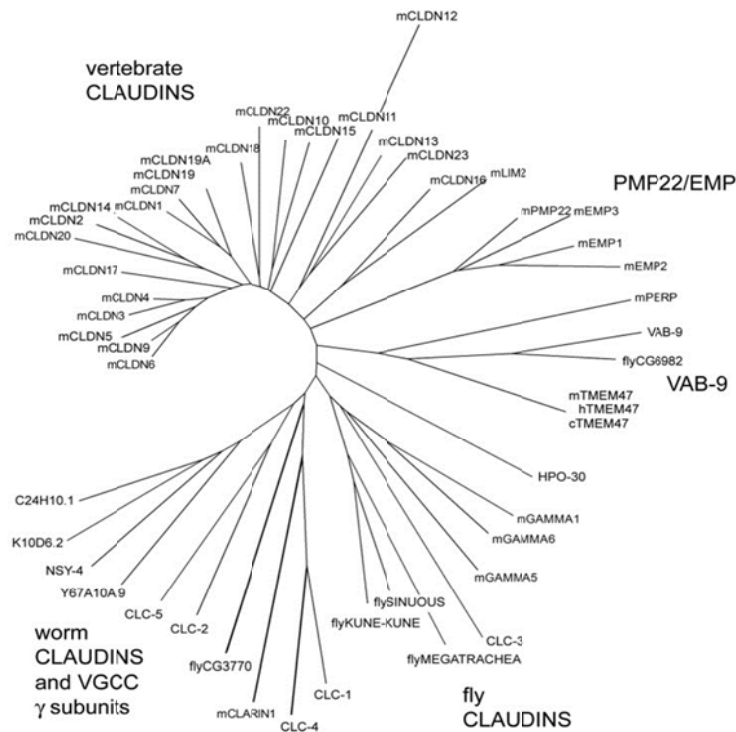 mCLDN12
vertebrate
CLAUDINS
mCLDN22
mCLDN10
mCLDN15
mCLDN11
mCLDN18
mCLDN13
mCLDN23
mCLDN19A
mCLDN19
mCLDN7
mCLDN16
mLIM2
PMP22/EMP
mCLDN14
mCLDN1
mCLDN2
mCLDN20
mPMP22
mEMP3
mEMP1
mEMP2
mCLDN17
mCLDN4
mCLDN3
mCLDN5
mCLDN9
mCLDN6
mPERP
VAB-9
flyCG6982
VAB-9
mTMEM47
hTMEM47
cTMEM47
HPO-30
C24H10.1
mGAMMA1
K10D6.2
mGAMMA6
NSY-4
mGAMMA5
Y67A10A9
CLC-5
CLC-2
flySINUOUS
flyKUNE-KUNE
CLC-3
flyMEGATRACHEA
worm
CLAUDINS
and VGCC
γ subunits
flyCG3770
mCLARIN1
CLC-4
CLC-1
fly
CLAUDINS